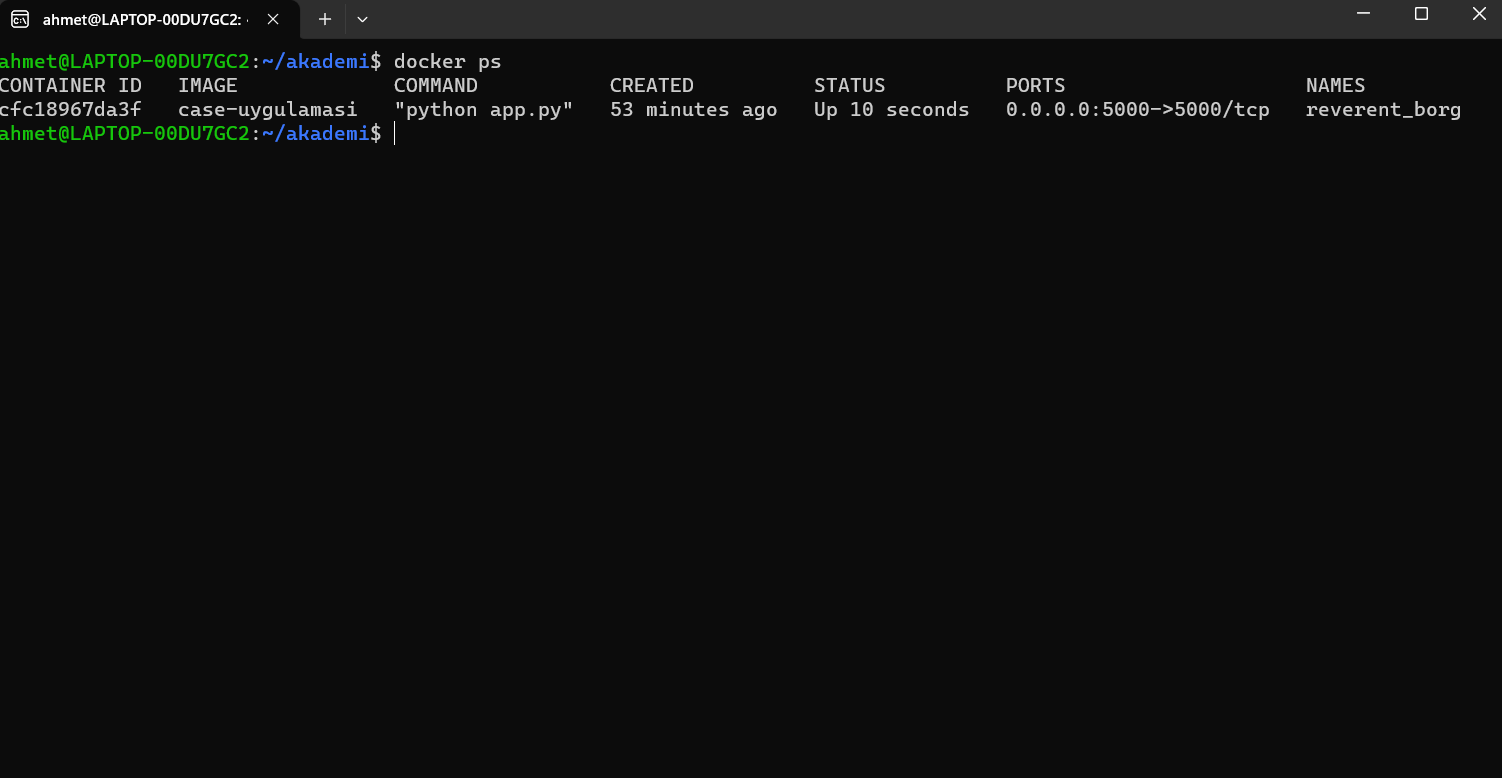 ahmet@LAPTOP-00DU7GC2: ~
ahmet@LAPTOP-00DU7GC2:~/akademi$ docker ps
CONTAINER ID   IMAGE             COMMAND           CREATED          STATUS          PORTS                    NAMES
cfc18967da3f   case-uygulamasi   "python app.py"   53 minutes ago   Up 10 seconds   0.0.0.0:5000->5000/tcp   reverent_borg
ahmet@LAPTOP-00DU7GC2:~/akademi$